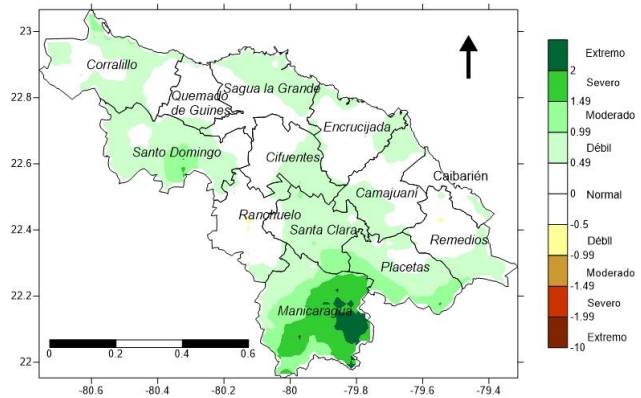 23
22.8
22.6
22.4
22.2
22
Corralillo
Quemado
de Guines
Sagua la Grande
Encrucijada
Santo Domingo
Cifuentes
Caibarién
Camajuani
Ranchuelo
Santa Clara
Remedios
Placetas
Manicaragua
0 0.2 0.4 0.6
-80.6 -80.4 -80.2 -80 -79.8 -79.6 -79.4
Extremo
2
Severo
1.49
Moderado
0.99
Débil
0.49
0 Normal
-0.5
Débil
-0.99
Moderado
-1.49
Severo
-1.99
Extremo
-10